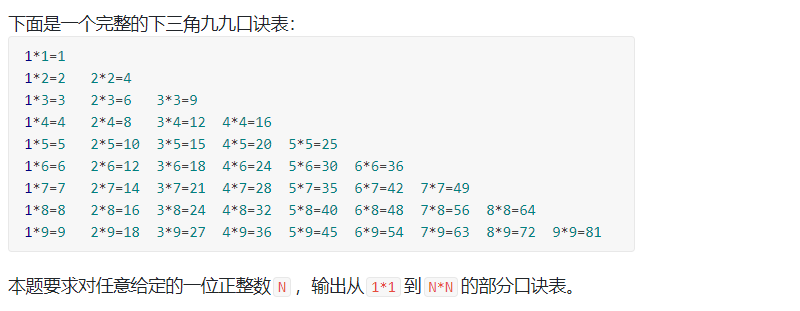 下面是一个完整的下三角九九口诀表：
1*1=1
1*2=2   2*2=4
1*3=3   2*3=6   3*3=9
1*4=4   2*4=8   3*4=12  4*4=16
1*5=5   2*5=10  3*5=15  4*5=20  5*5=25
1*6=6   2*6=12  3*6=18  4*6=24  5*6=30  6*6=36
1*7=7   2*7=14  3*7=21  4*7=28  5*7=35  6*7=42  7*7=49
1*8=8   2*8=16  3*8=24  4*8=32  5*8=40  6*8=48  7*8=56  8*8=64
1*9=9   2*9=18  3*9=27  4*9=36  5*9=45  6*9=54  7*9=63  8*9=72  9*9=81
本题要求对任意给定的一位正整数N，输出从1*1到N*N的部分口诀表。